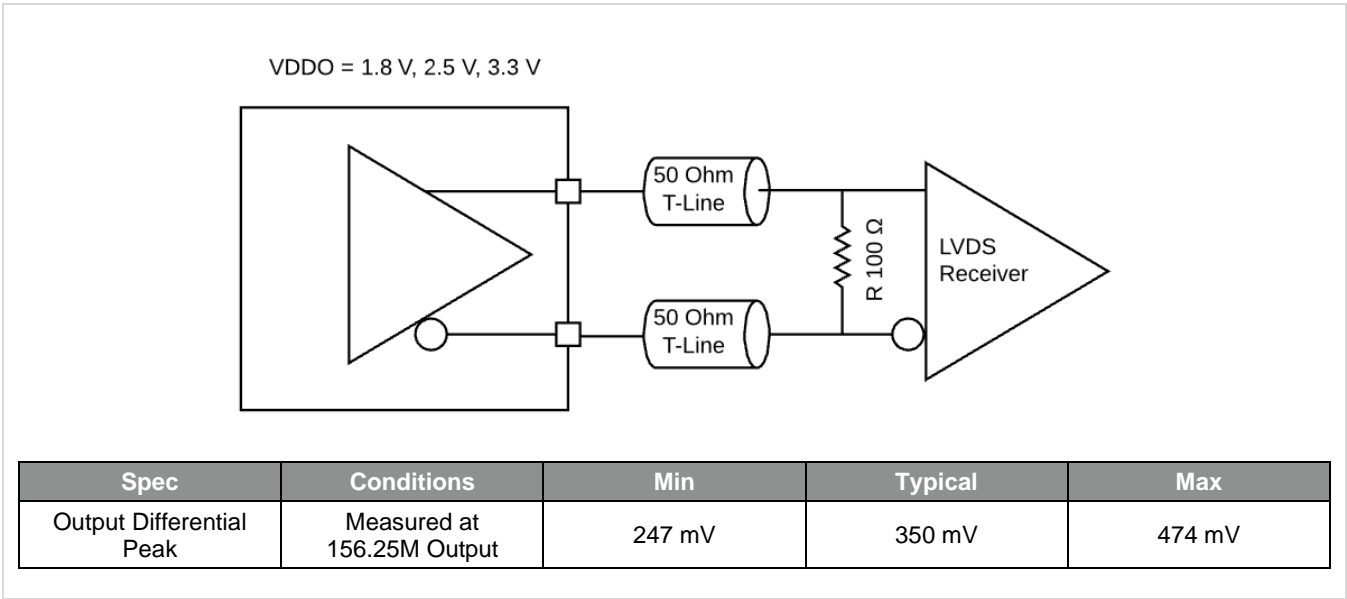 VDDO = 1.8 V, 2.5 V, 3.3 V
50 Ohm
T-Line
R 100 Ω
LVDS
Receiver
50 Ohm
T-Line
Spec Conditions Min Typical Max
Output Differential
Peak
Measured at
156.25M Output
247 mV
350 mV
474 mV